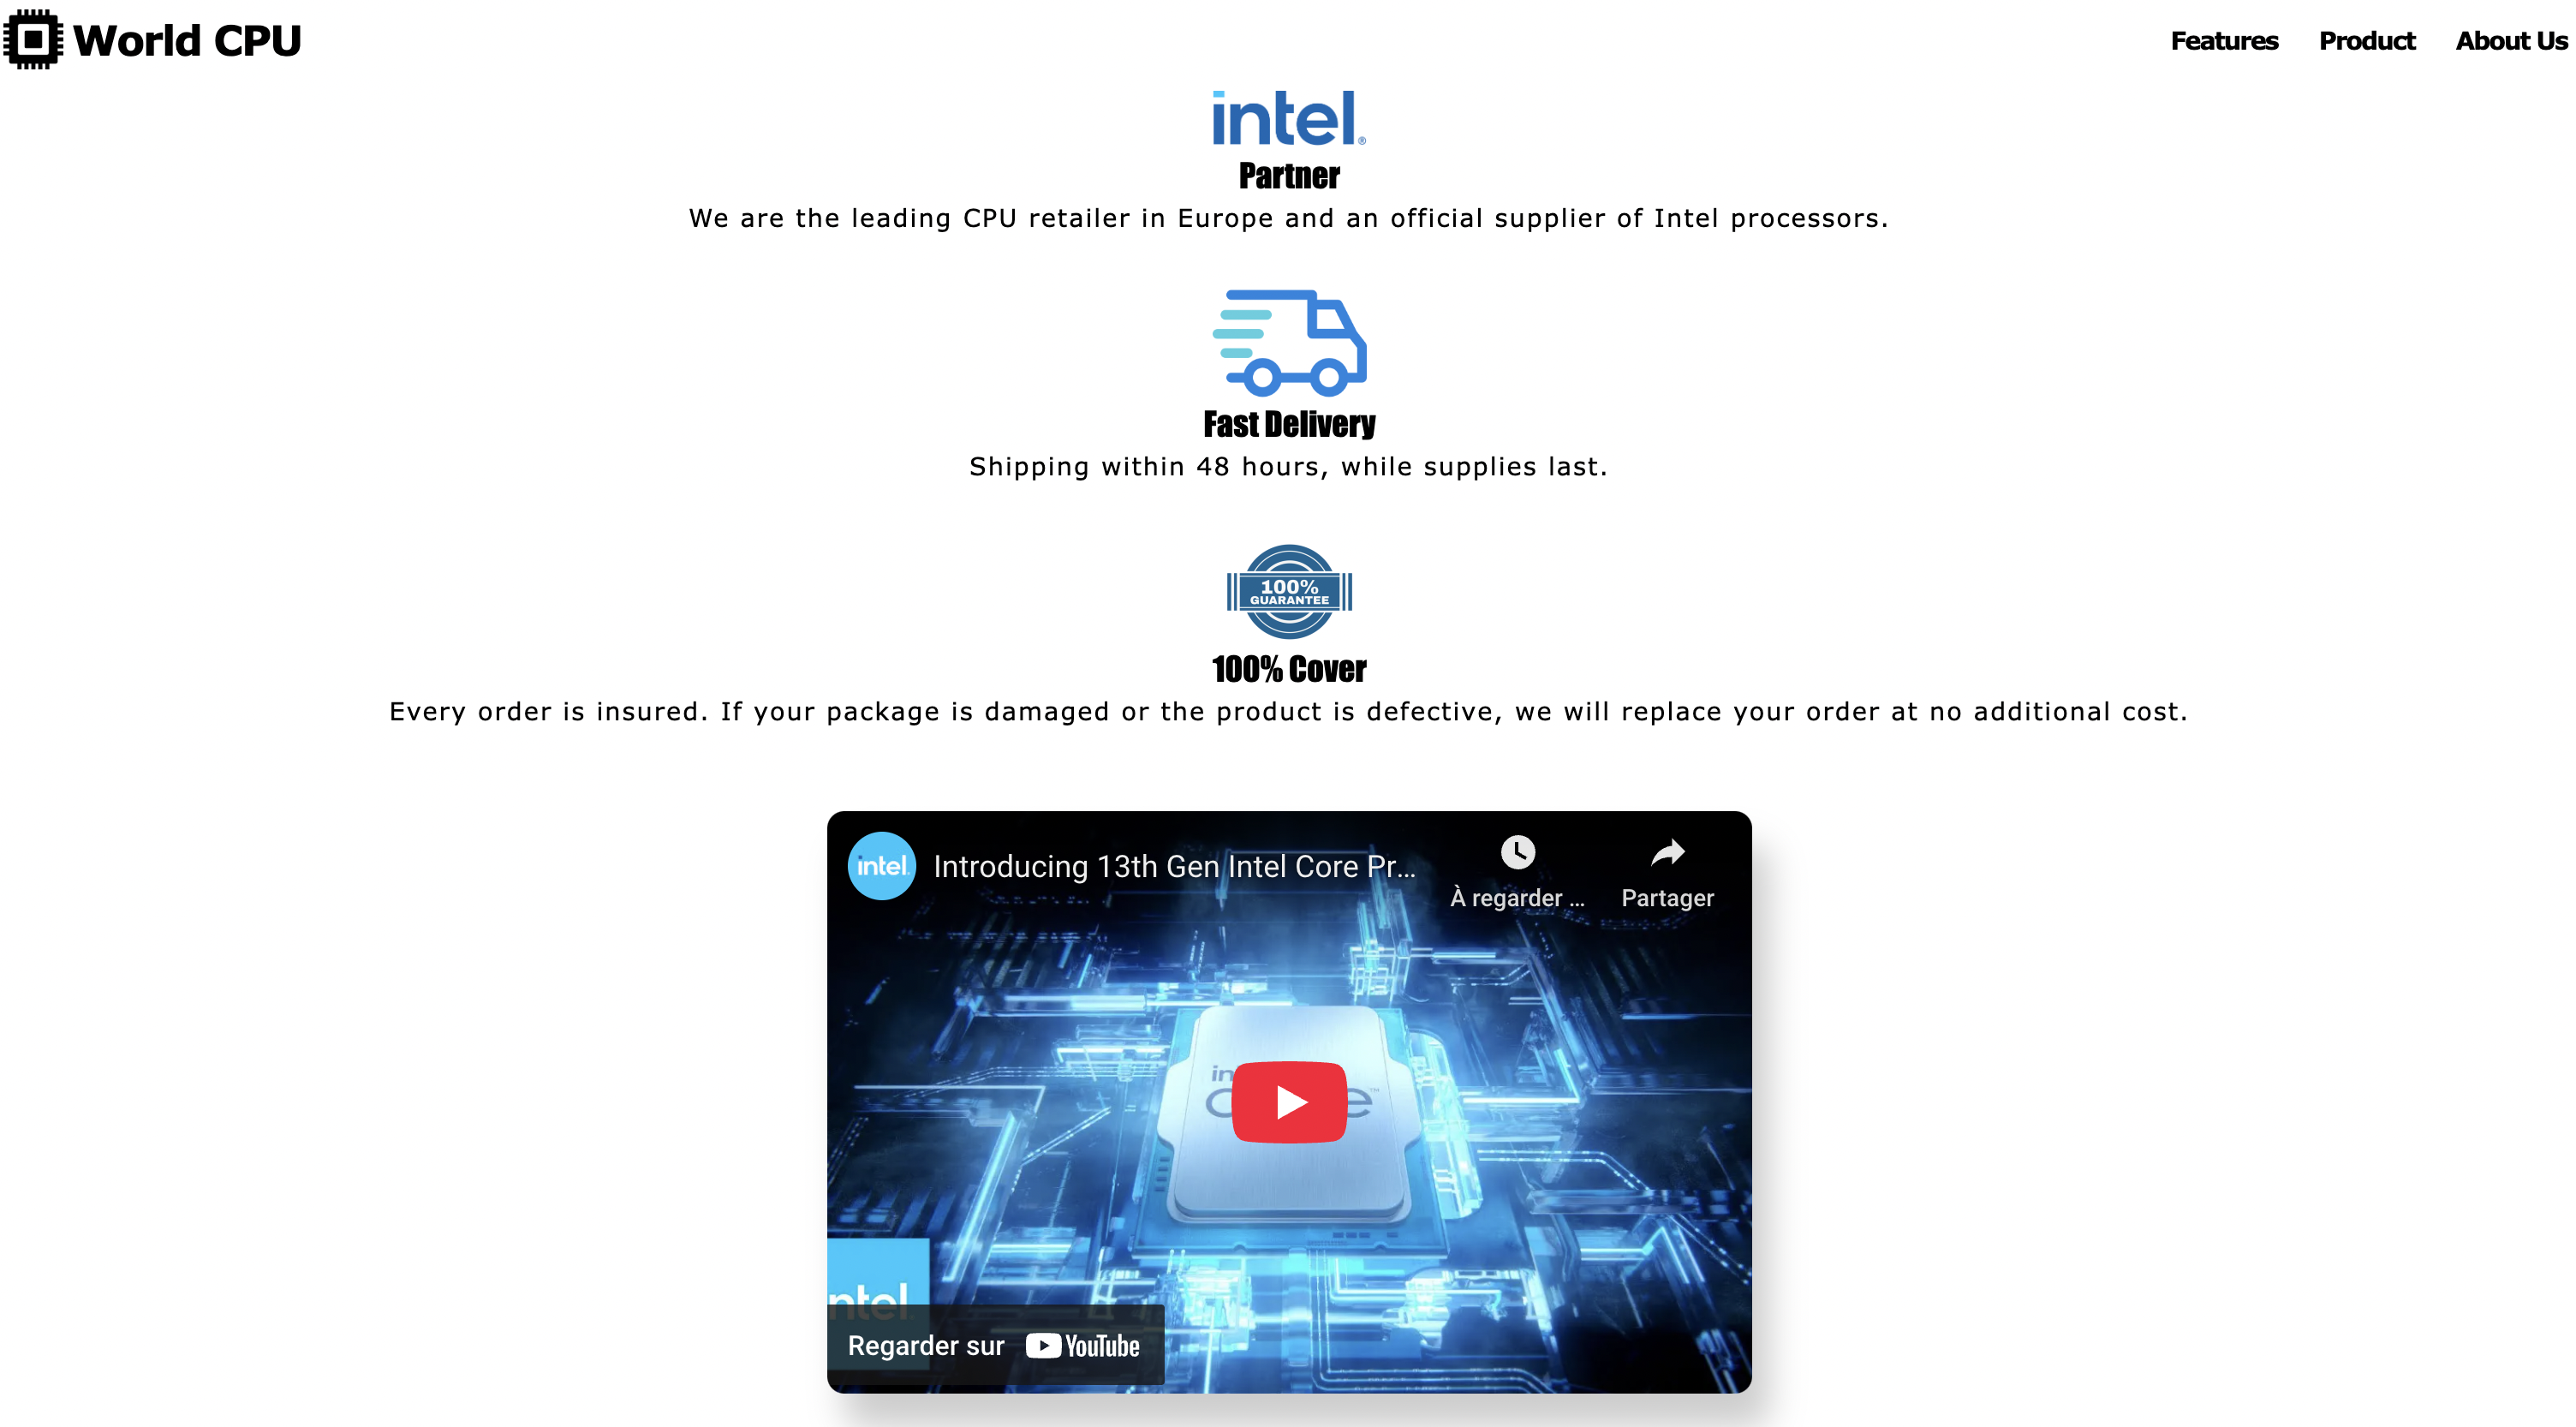 World CPU
Features Product About Us
intel®
Partner
We are the leading CPU retailer in Europe and an official supplier of Intel processors.
Fast Delivery
Shipping within 48 hours, while supplies last.
100%
GUARANTEE
100% Cover
Every order is insured. If your package is damaged or the product is defective, we will replace your order at no additional cost.
intel.
Introducing 13th Gen Intel Core Pr...
À regarder ...
Partager
intel
Regarder sur YouTube